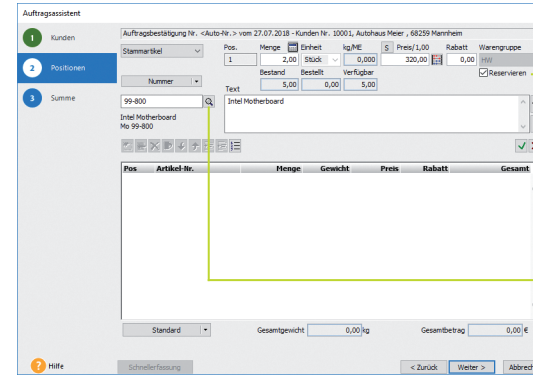 Auftragsassistent
Auftragsbestätigung Nr. <Auto-Nr.> vom 27.07.2018 - Kunden Nr. 10001, Autohaus Meier , 68259 Mannheim
1 Kunden
2 Positionen
3 Summe
Stammartikel
Pos. Menge Einheit kg/ME S Preis/1,00 Rabatt Warengruppe
1 2,00 Stück 0,000 320,00 0,00 HW
Bestand Bestellt Verfügbar Reservieren
Nummer
5,00 0,00 5,00
Text
99-800
Intel Motherboard
Intel Motherboard
Mo 99-800
Pos Artikel-Nr. Menge Gewicht Preis Rabatt Gesamt
Standard Gesamtgewicht 0,00 kg Gesamtbetrag 0,00 €
? Hilfe Schnellerfassung < Zurück Weiter > Abbrech